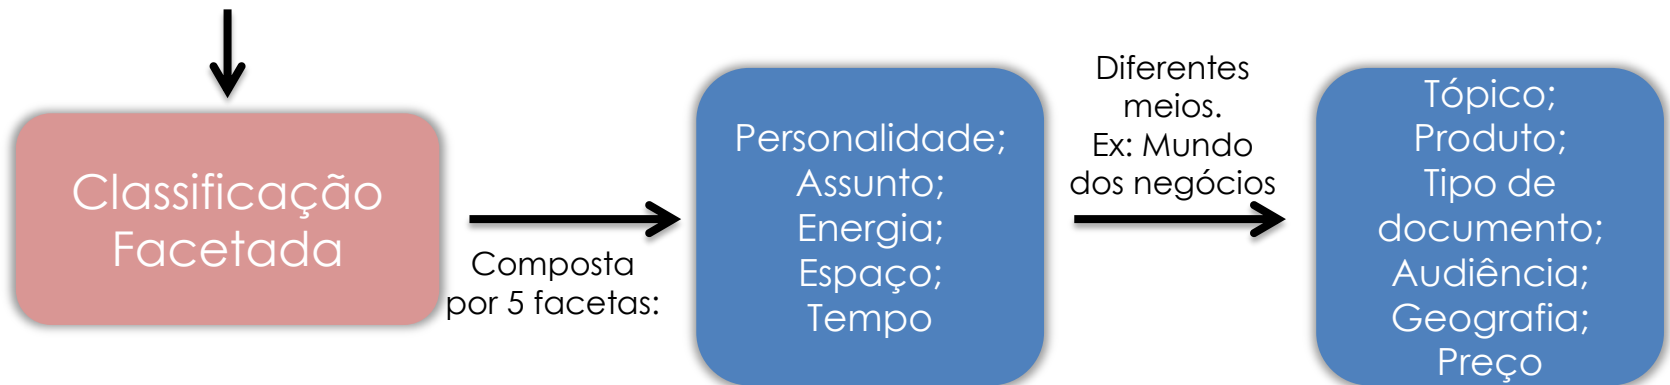 Classificação
Facetada
Composta
por 5 facetas:
Personalidade;
Assunto;
Energia;
Espaço;
Tempo
Diferentes
meios.
Ex: Mundo
dos negócios
Tópico;
Produto;
Tipo de
documento;
Audiência;
Geografia;
Preço